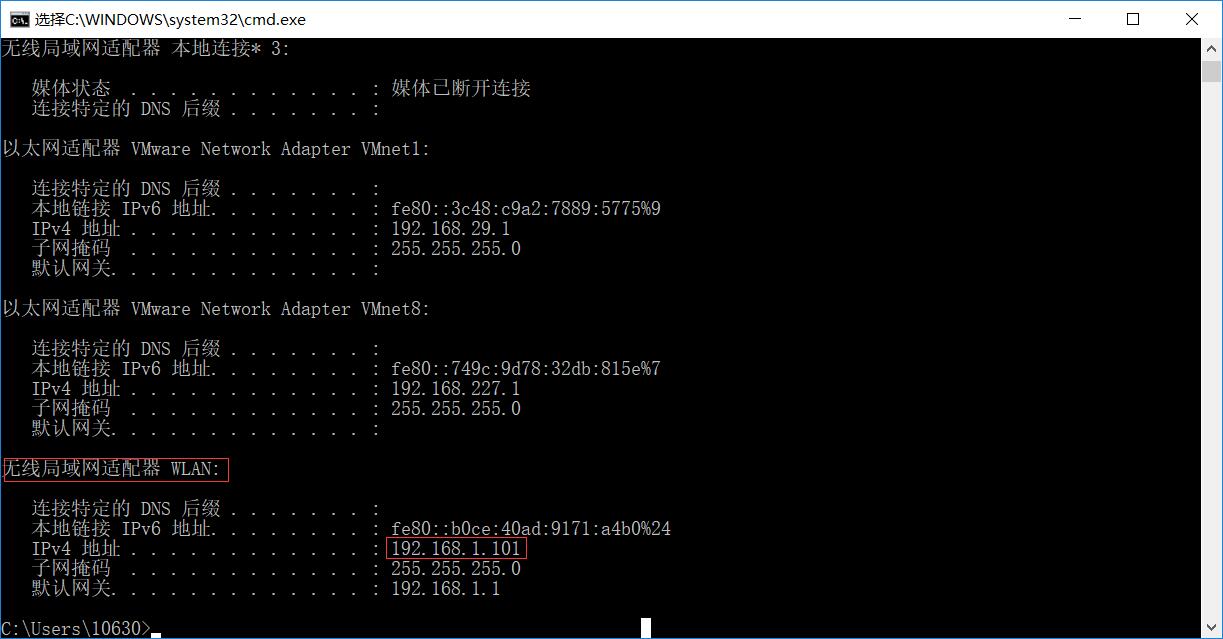 选择C:\WINDOWS\system32\cmd.exe
无线局域网适配器 本地连接* 3:
媒体状态 . . . . . . . . . . . . : 媒体已断开连接
连接特定的 DNS 后缀 . . . . . . . :
以太网适配器 VMware Network Adapter VMnet1:
连接特定的 DNS 后缀 . . . . . . . :
本地链接 IPv6 地址. . . . . . . . : fe80::3c48:c9a2:7889:5775%9
IPv4 地址 . . . . . . . . . . . . : 192.168.29.1
子网掩码 . . . . . . . . . . . . : 255.255.255.0
默认网关. . . . . . . . . . . . . :
以太网适配器 VMware Network Adapter VMnet8:
连接特定的 DNS 后缀 . . . . . . . :
本地链接 IPv6 地址. . . . . . . . : fe80::749c:9d78:32db:815e%7
IPv4 地址 . . . . . . . . . . . . : 192.168.227.1
子网掩码 . . . . . . . . . . . . : 255.255.255.0
默认网关. . . . . . . . . . . . . :
无线局域网适配器 WLAN:
连接特定的 DNS 后缀 . . . . . . . :
本地链接 IPv6 地址. . . . . . . . : fe80::b0ce:40ad:9171:a4b0%24
IPv4 地址 . . . . . . . . . . . . : 192.168.1.101
子网掩码 . . . . . . . . . . . . : 255.255.255.0
默认网关. . . . . . . . . . . . . : 192.168.1.1
C:\Users\10630>